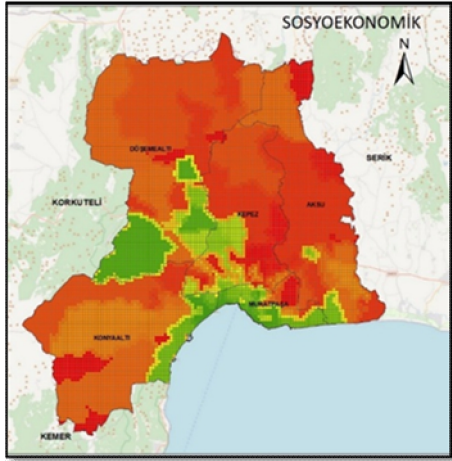 SOSYOEKONOMİK
N
DÖŞEMEALTI
SERİK
KORKUTELİ
KEPEZ
AKSU
MURATPAŞA
KONYAALTI
KEMER